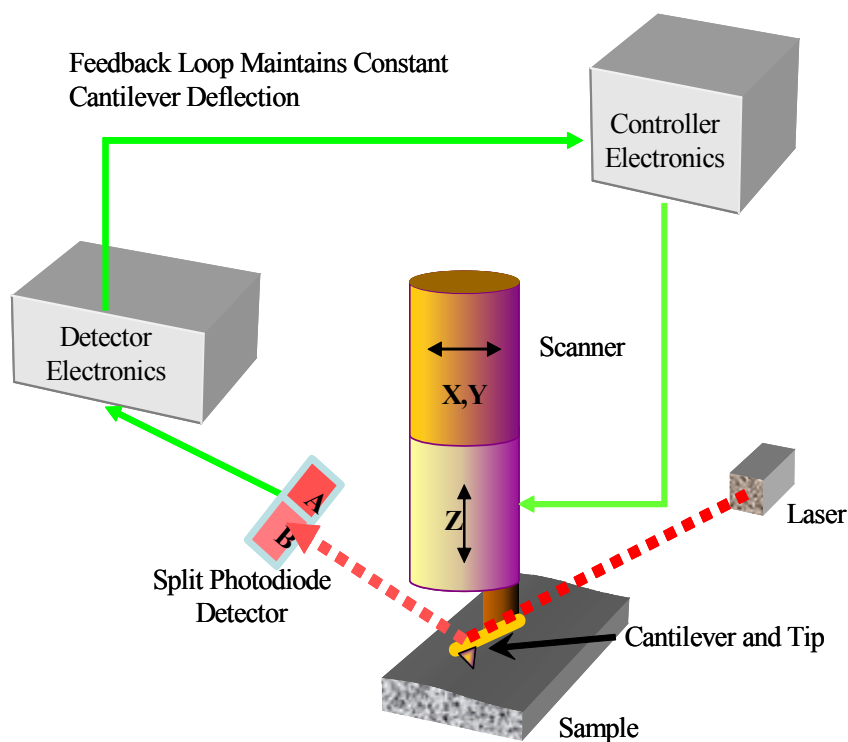 Feedback Loop Maintains Constant
Cantilever Deflection
Controller
Electronics
Detector
Electronics
Scanner
X,Y
Z
A
B
Laser
Split Photodiode
Detector
Cantilever and Tip
Sample